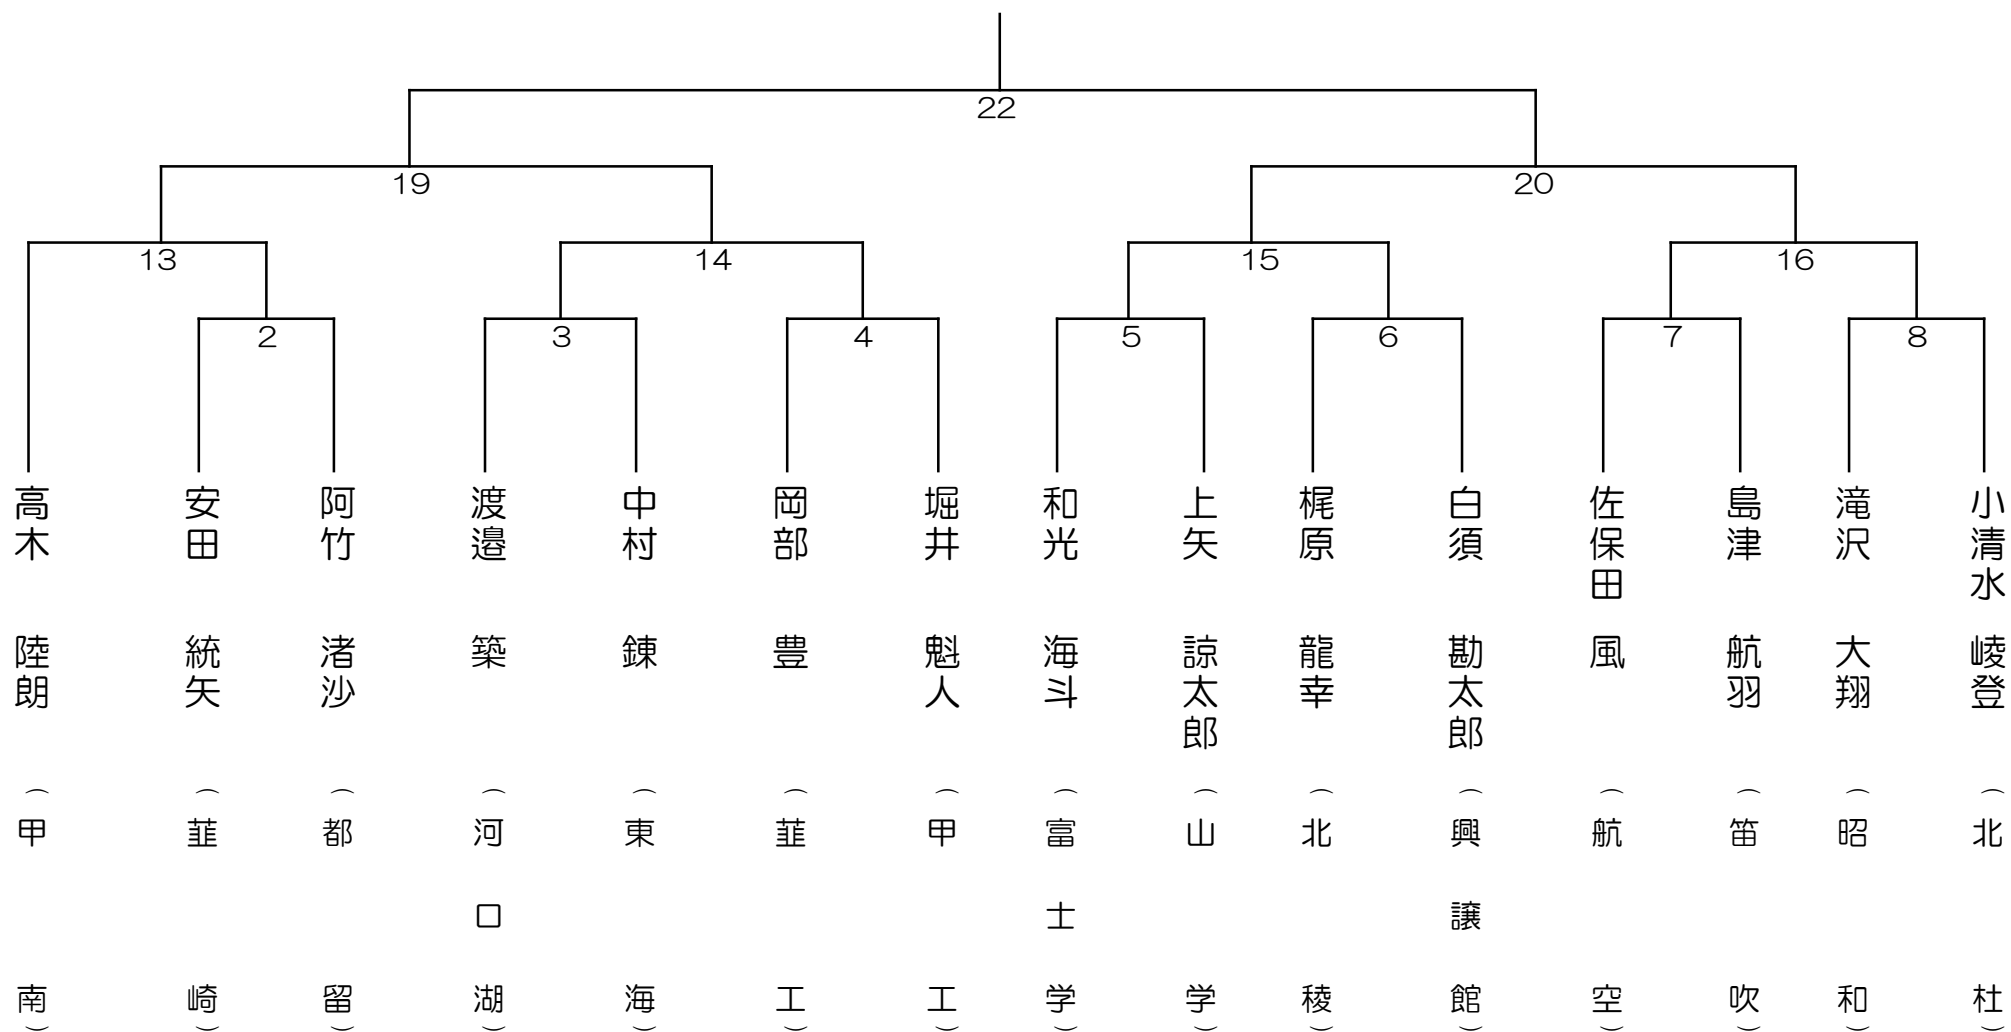 22
19
20
13
14
15
16
2
3
4
5
6
7
8
高木 陸朗 (甲南)
安田 統矢 (韮崎)
阿竹 渚沙 (都留)
渡邉 築 (河口湖)
中村 錬 (東海)
岡部 豊 (韮工)
堀井 魁人 (甲工)
和光 海斗 (富士学)
上矢 諒太郎 (山学)
梶原 龍幸 (北稜)
白須 勘太郎 (興譲館)
佐保田 風 (航空)
島津 航羽 (笛吹)
滝沢 大翔 (昭和)
小清水 崚登 (北杜)